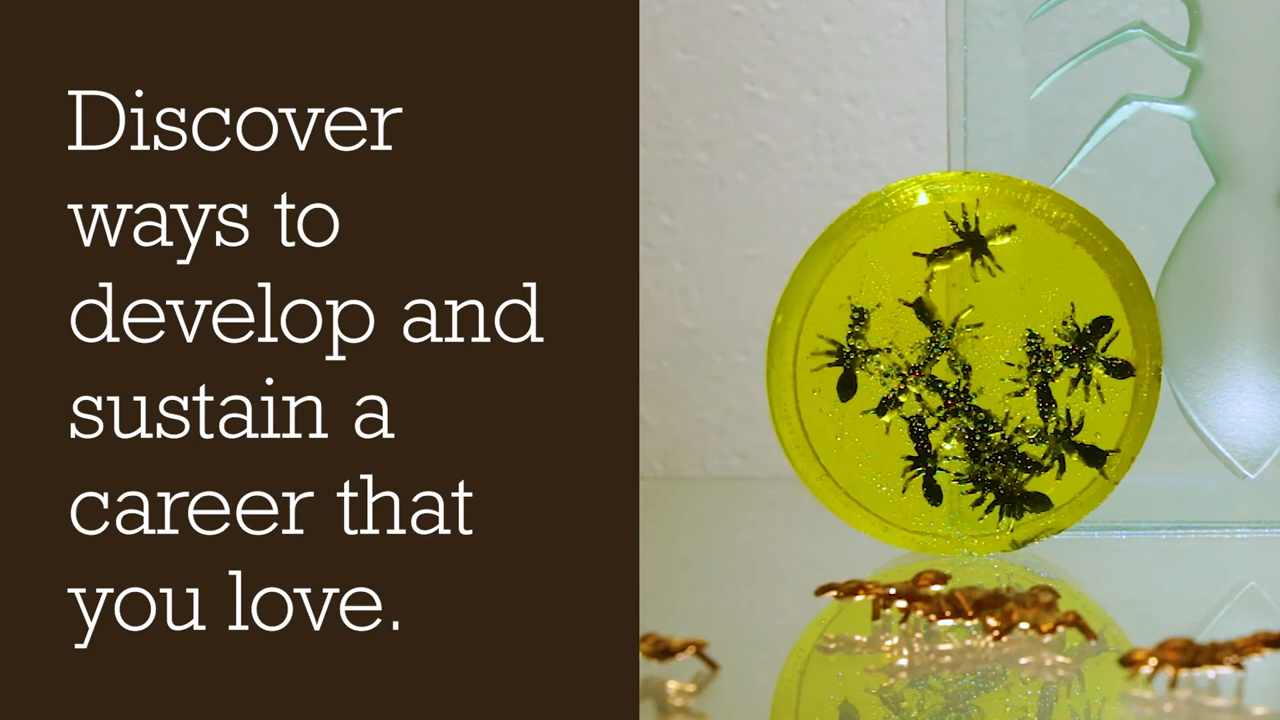 Discover
ways to
develop and
sustain a
career that
you love.